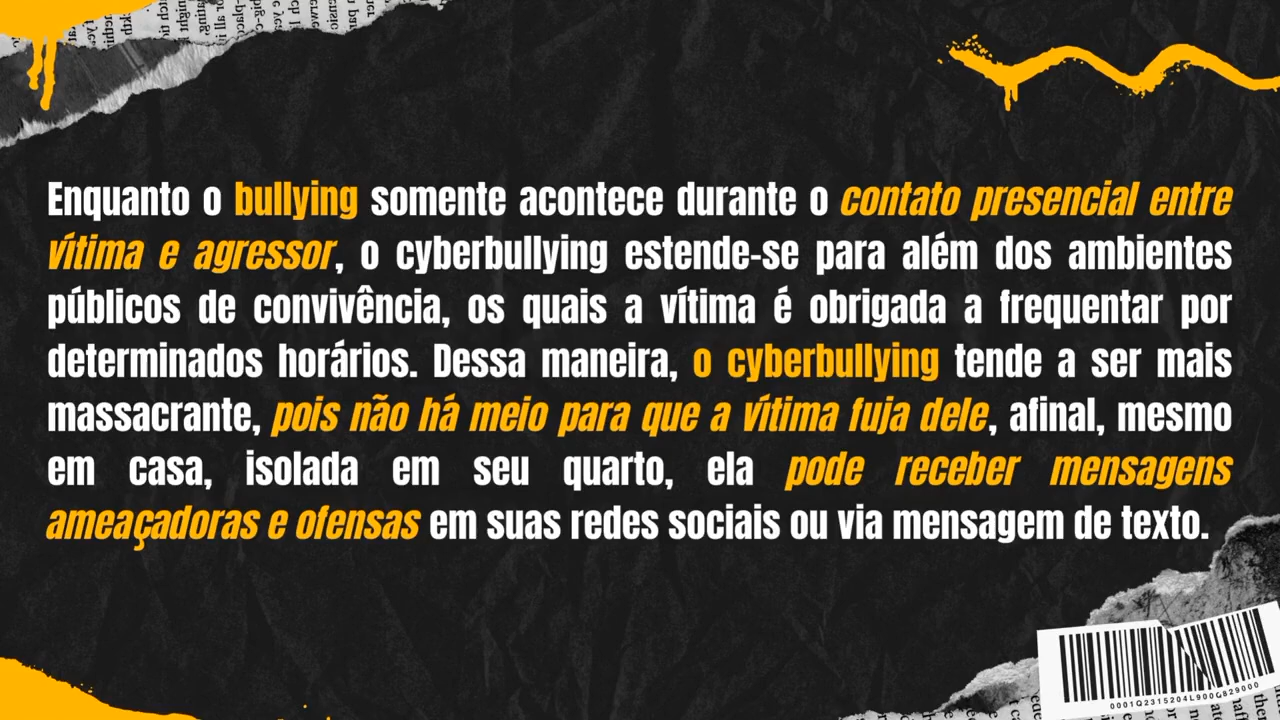 Enquanto o bullying somente acontece durante o contato presencial entre
vítima e agressor, o cyberbullying estende-se para além dos ambientes
públicos de convivência, os quais a vítima é obrigada a frequentar por
determinados horários. Dessa maneira, o cyberbullying tende a ser mais
massacrante, pois não há meio para que a vítima fuja dele, afinal, mesmo
em casa, isolada em seu quarto, ela pode receber mensagens
ameaçadoras e ofensas em suas redes sociais ou via mensagem de texto.